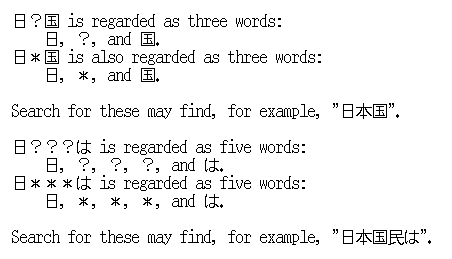 日？国 is regarded as three words:
日, ？, and 国.
日＊国 is also regarded as three words:
日, ＊, and 国.
Search for these may find, for example, "日本国".
日？？？は is regarded as five words:
日, ？, ？, ？, and は.
日＊＊＊は is regarded as five words:
日, ＊, ＊, ＊, and は.
Search for these may find, for example, "日本国民は".